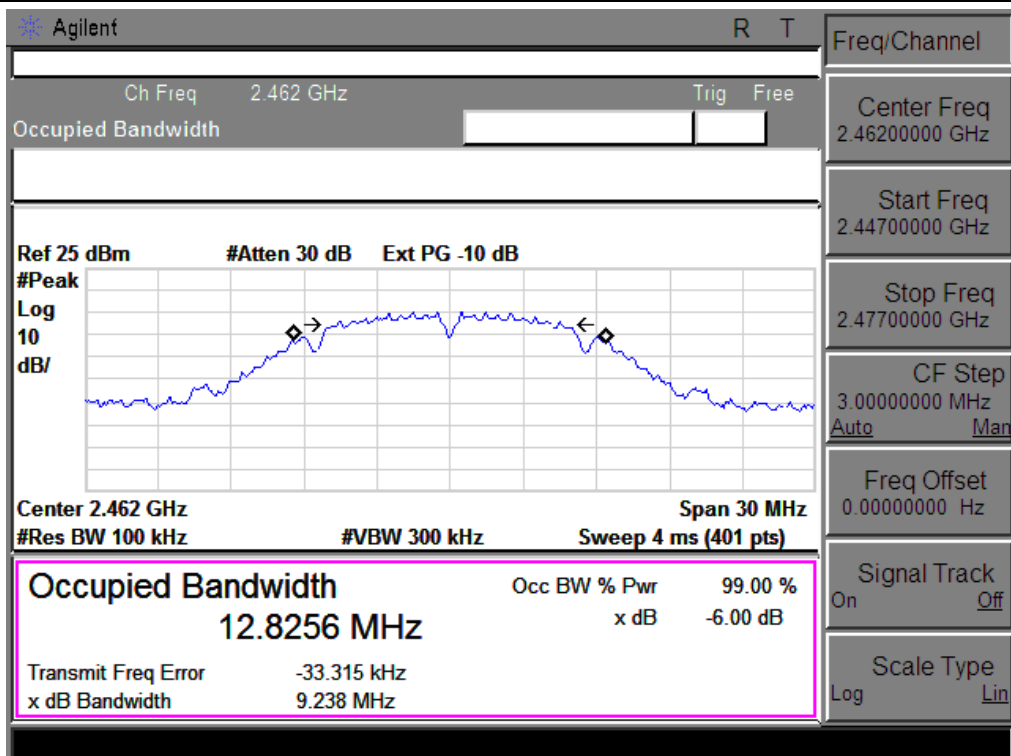 Agilent R T
Ch Freq 2.462 GHz Trig Free
Occupied Bandwidth
Ref 25 dBm #Atten 30 dB Ext PG -10 dB
#Peak
Log
10
dB/
Center 2.462 GHz Span 30 MHz
#Res BW 100 kHz #VBW 300 kHz Sweep 4 ms (401 pts)
Occupied Bandwidth Occ BW % Pwr 99.00 %
12.8256 MHz x dB -6.00 dB
Transmit Freq Error -33.315 kHz
x dB Bandwidth 9.238 MHz
Freq/Channel
Center Freq
2.46200000 GHz
Start Freq
2.44700000 GHz
Stop Freq
2.47700000 GHz
CF Step
3.00000000 MHz
Auto Man
Freq Offset
0.00000000 Hz
Signal Track
On Off
Scale Type
Log Lin